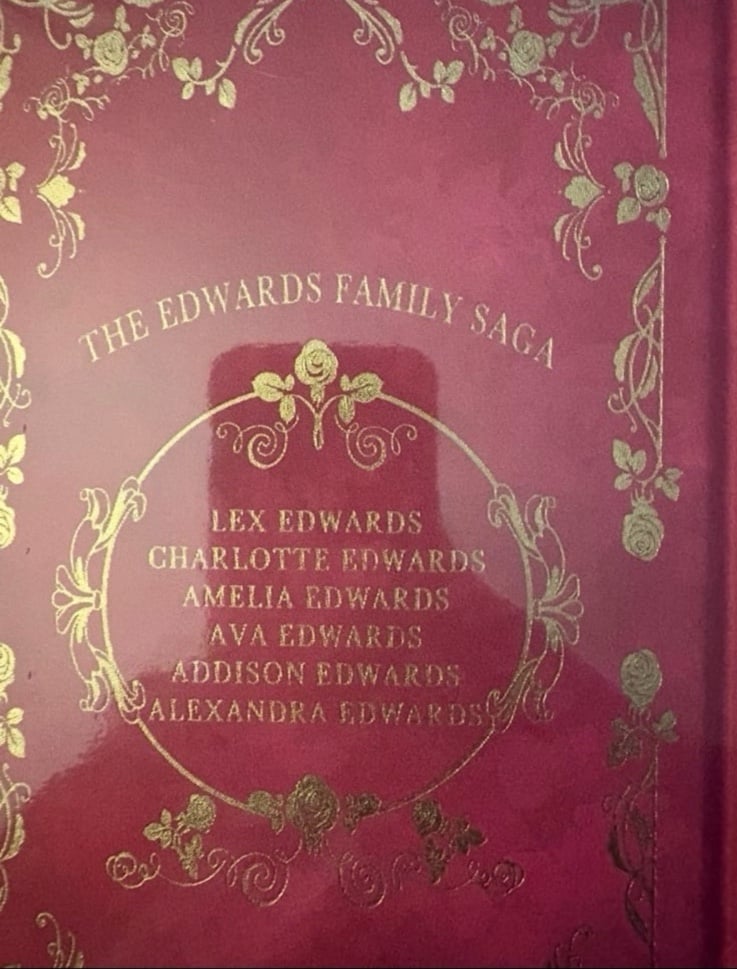 THE EDWARDS FAMILY SAGA
LEX EDWARDS
CHARLOTTE EDWARDS
AMELIA EDWARDS
AVA EDWARDS
ADDISON EDWARDS
ALEXANDRA EDWARDS